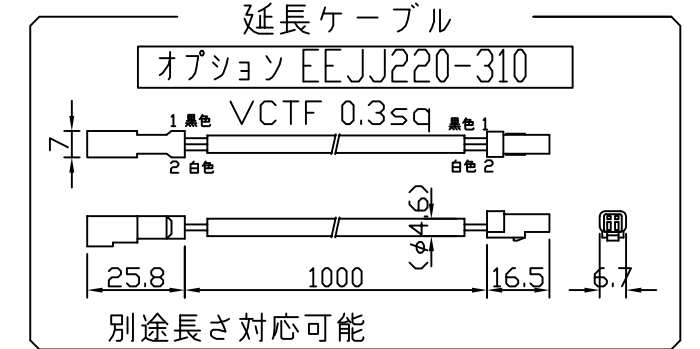 延長ケーブル
オプション EEJJ220-310
VCTF 0.3sq
1 黒色
黒色 1
7
2 白色
白色 2
(φ4.6)
25.8
1000
16.5
6.7
別途長さ対応可能